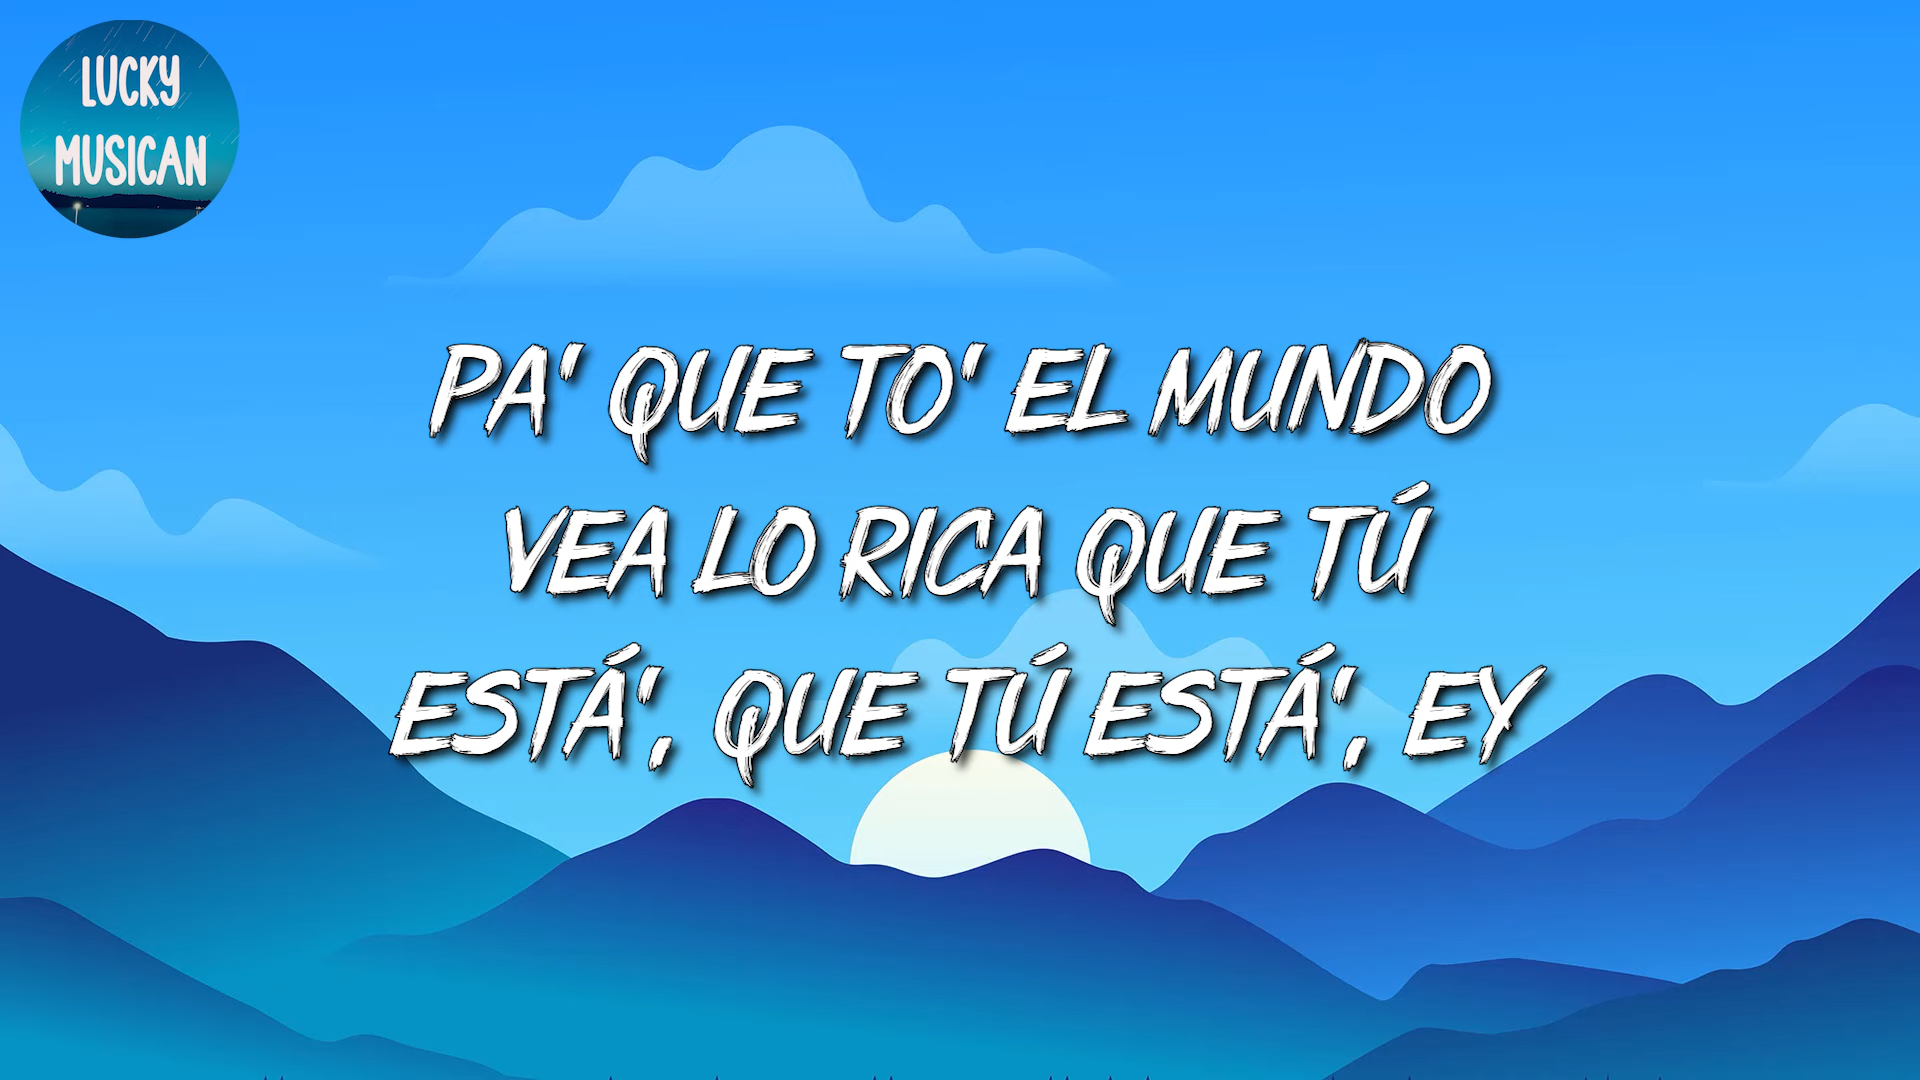 LUCKY
MUSICAN
PA' QUE TO' EL MUNDO
VEA LO RICA QUE TÚ
ESTÁ', QUE TÚ ESTÁ', EY